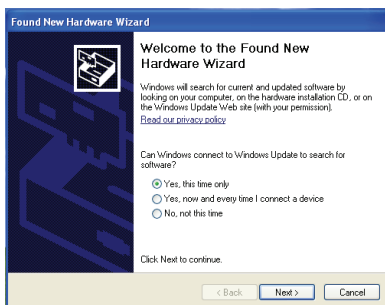 Found New Hardware Wizard
Welcome to the Found New
Hardware Wizard
Windows will search for current and updated software by
looking on your computer, on the hardware installation CD, or on
the Windows Update Web site (with your permission).
Read our privacy policy
Can Windows connect to Windows Update to search for
software?
Yes, this time only
Yes, now and every time I connect a device
No, not this time
Click Next to continue.
< Back
Next >
Cancel